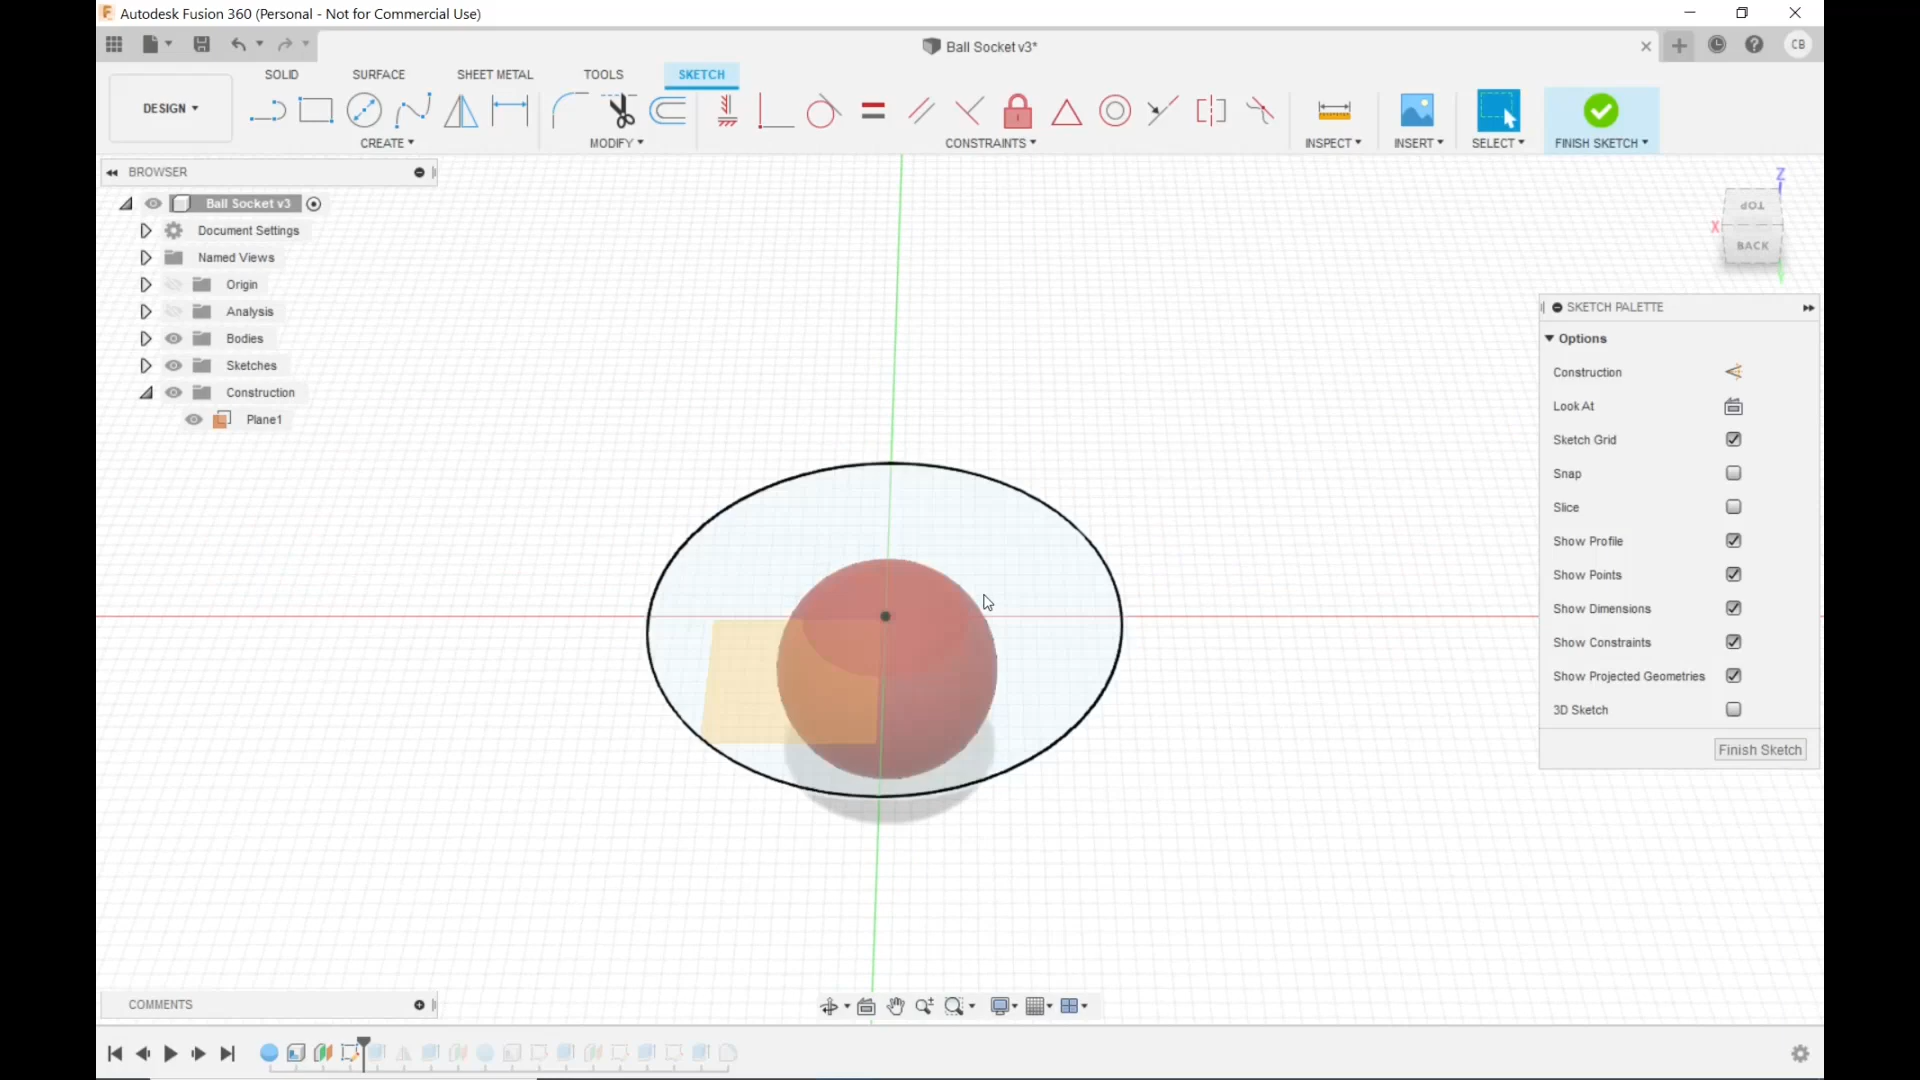 Autodesk Fusion 360 (Personal - Not for Commercial Use)
Ball Socket v3*
CB
DESIGN
SOLID
SURFACE
SHEET METAL
TOOLS
SKETCH
CREATE
MODIFY
CONSTRAINTS
INSPECT
INSERT
SELECT
FINISH SKETCH
BROWSER
Ball Socket v3
Document Settings
Named Views
Origin
Analysis
Bodies
Sketches
Construction
Plane1
Z
TOP
X
BACK
SKETCH PALETTE
Options
Construction
Look At
Sketch Grid
Snap
Slice
Show Profile
Show Points
Show Dimensions
Show Constraints
Show Projected Geometries
3D Sketch
Finish Sketch
COMMENTS